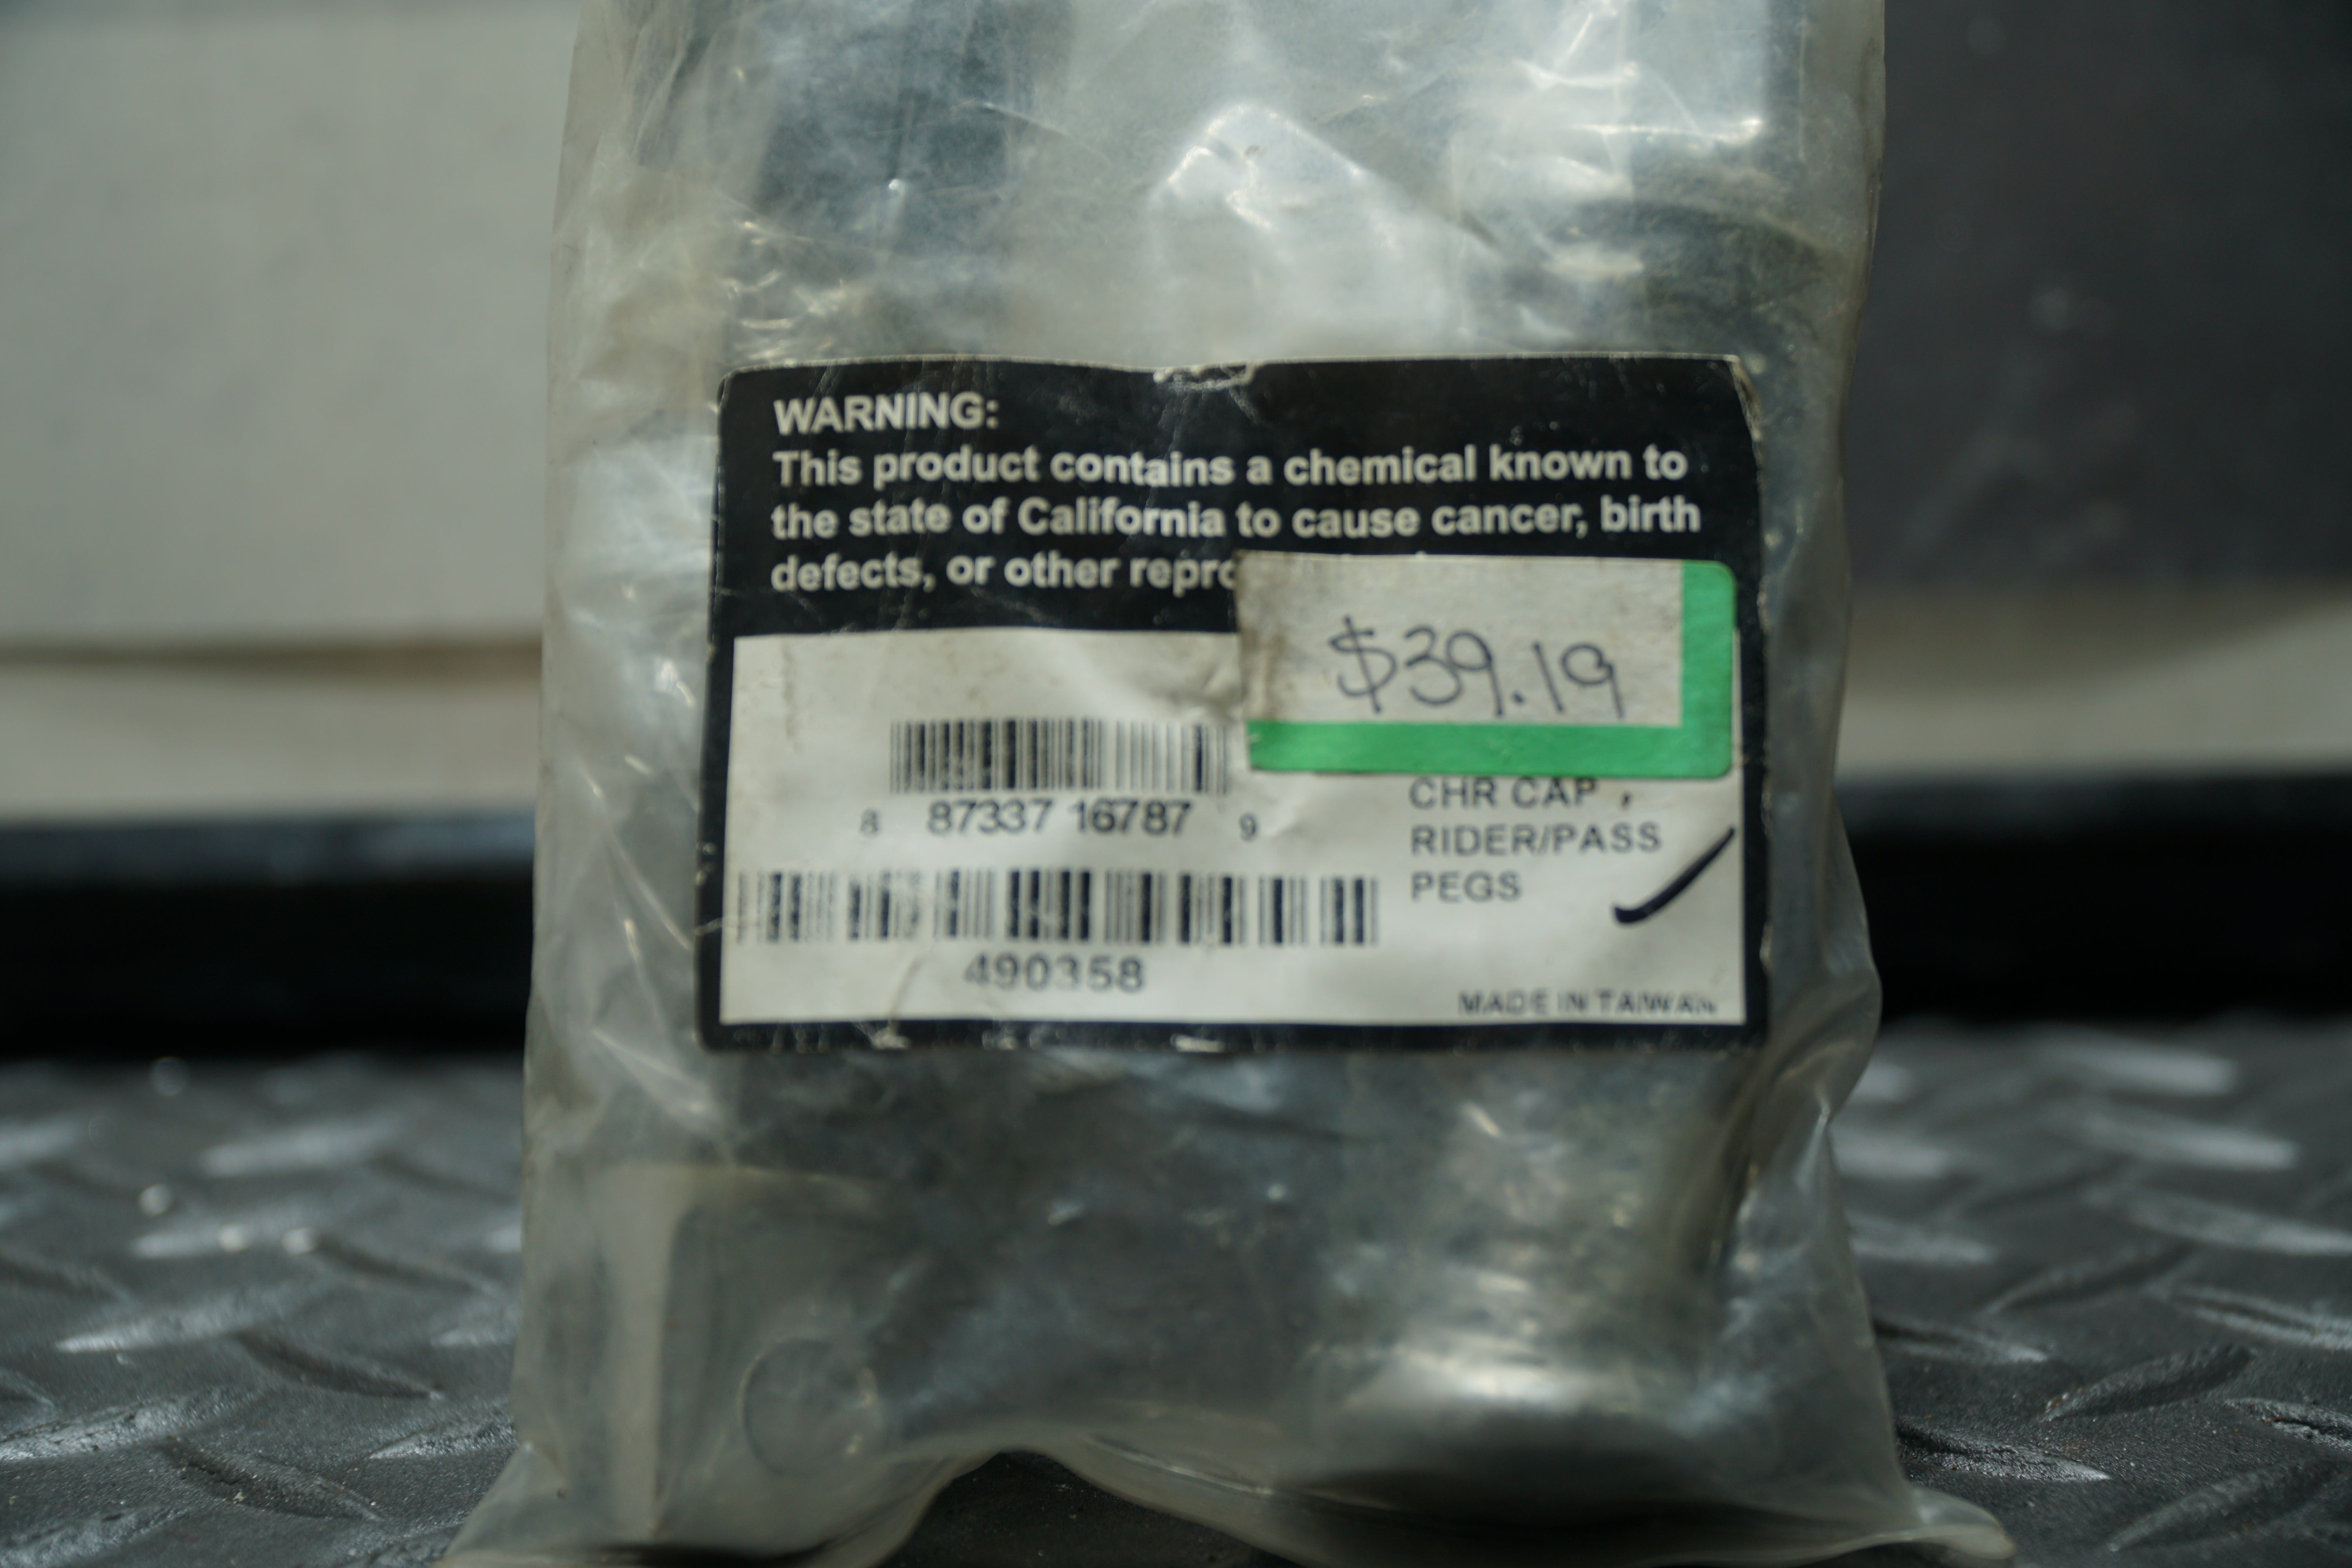 WARNING:
This product contains a chemical known to
the state of California to cause cancer, birth
defects, or other repro
$39.19
8 87337 16787 9
CHR CAP ,
RIDER/PASS
PEGS
490358
MADE IN TAIWAN